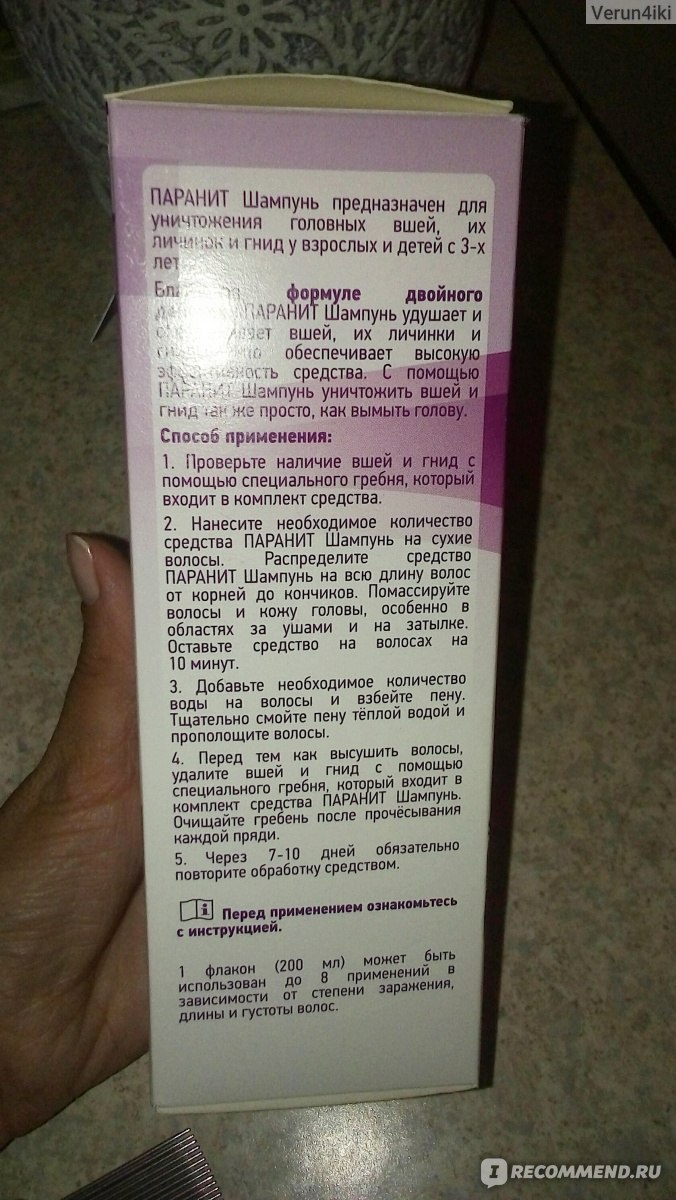 Verun4iki
ПАРАНИТ Шампунь предназначен для
уничтожения головных вшей, их
личинок и гнид у взрослых и детей с 3-х
лет
формуле двойного
ПАРАНИТ Шампунь удушает и
вшей, их личинки и
обеспечивает высокую
эффективность средства. С помощью
ПАРАНИТ Шампунь уничтожить вшей и
гнид так же просто, как вымыть голову.
Способ применения:
1. Проверьте наличие вшей и гнид с
помощью специального гребня, который
входит в комплект средства.
2. Нанесите необходимое количество
средства ПАРАНИТ Шампунь на сухие
волосы. Распределите средство
ПАРАНИТ Шампунь на всю длину волос
от корней до кончиков. Помассируйте
волосы и кожу головы, особенно в
областях за ушами и на затылке.
Оставьте средство на волосах на
10 минут.
3. Добавьте необходимое количество
воды на волосы и взбейте пену.
Тщательно смойте пену тёплой водой и
прополощите волосы.
4. Перед тем как высушить волосы,
удалите вшей и гнид с помощью
специального гребня, который входит в
комплект средства ПАРАНИТ Шампунь.
Очищайте гребень после прочёсывания
каждой пряди.
5. Через 7-10 дней обязательно
повторите обработку средством.
Перед применением ознакомьтесь
с инструкцией.
1 флакон (200 мл) может быть
использован до 8 применений в
зависимости от степени заражения,
длины и густоты волос.
IRECOMMEND.RU